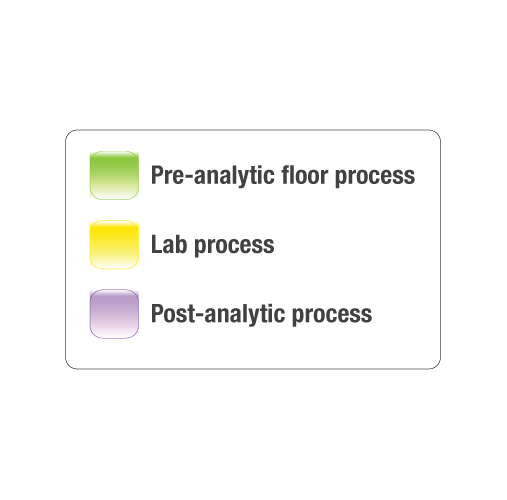 Pre-analytic floor process
Lab process
Post-analytic process